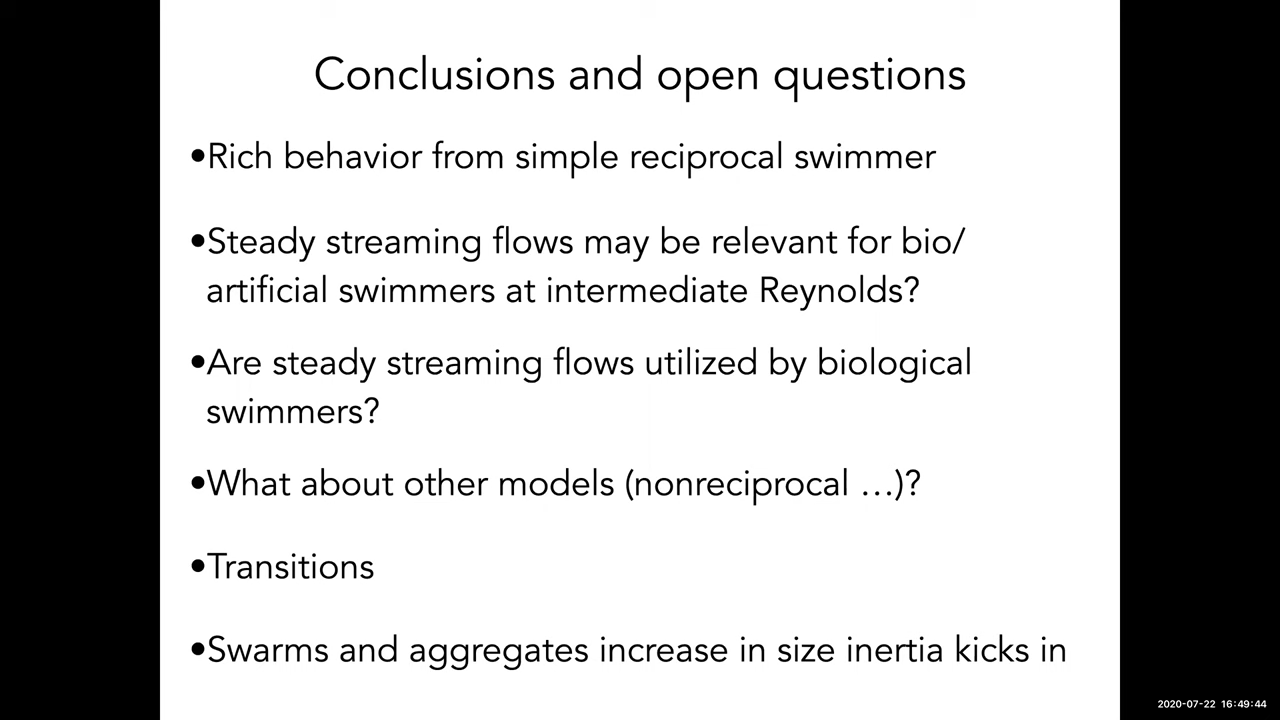 Conclusions and open questions
•Rich behavior from simple reciprocal swimmer
•Steady streaming flows may be relevant for bio/
artificial swimmers at intermediate Reynolds?
•Are steady streaming flows utilized by biological
swimmers?
•What about other models (nonreciprocal …)?
•Transitions
•Swarms and aggregates increase in size inertia kicks in
2020-07-22 16:49:44